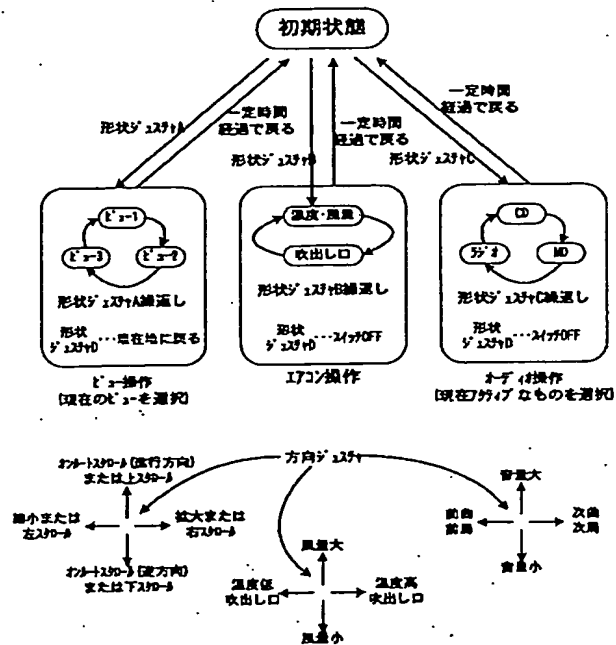 初期状態
形状ジェスチャA
一定時間
経過で戻る
形状ジェスチャB
一定時間
経過で戻る
形状ジェスチャC
一定時間
経過で戻る
ビュー1
ビュー3
ビュー2
形状ジェスチャA繰返し
形状
ジェスチャD…現在地に戻る
ビュー操作
(現在のビューを選択)
温度・風量
吹出し口
形状ジェスチャB繰返し
形状
ジェスチャD…スイッチOFF
エアコン操作
CD
ラジオ
MD
形状ジェスチャC繰返し
形状
ジェスチャD…スイッチOFF
オーディオ操作
(現在アクティブなものを選択)
方向ジェスチャ
オンルートスクロール(進行方向)
または上スクロール
縮小または
左スクロール
拡大または
右スクロール
オンルートスクロール(逆方向)
または下スクロール
風量大
温度低
吹出し口
温度高
吹出し口
風量小
音量大
前曲
前局
次曲
次局
音量小